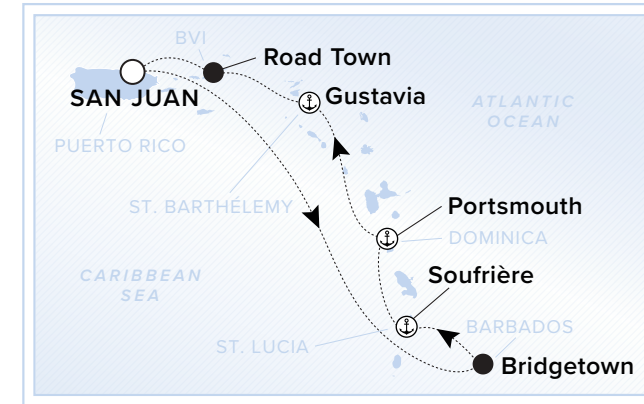 BVI
Road Town
SAN JUAN
Gustavia
ATLANTIC
OCEAN
PUERTO RICO
ST. BARTHÉLEMY
Portsmouth
DOMINICA
CARIBBEAN
SEA
Soufrière
BARBADOS
ST. LUCIA
Bridgetown